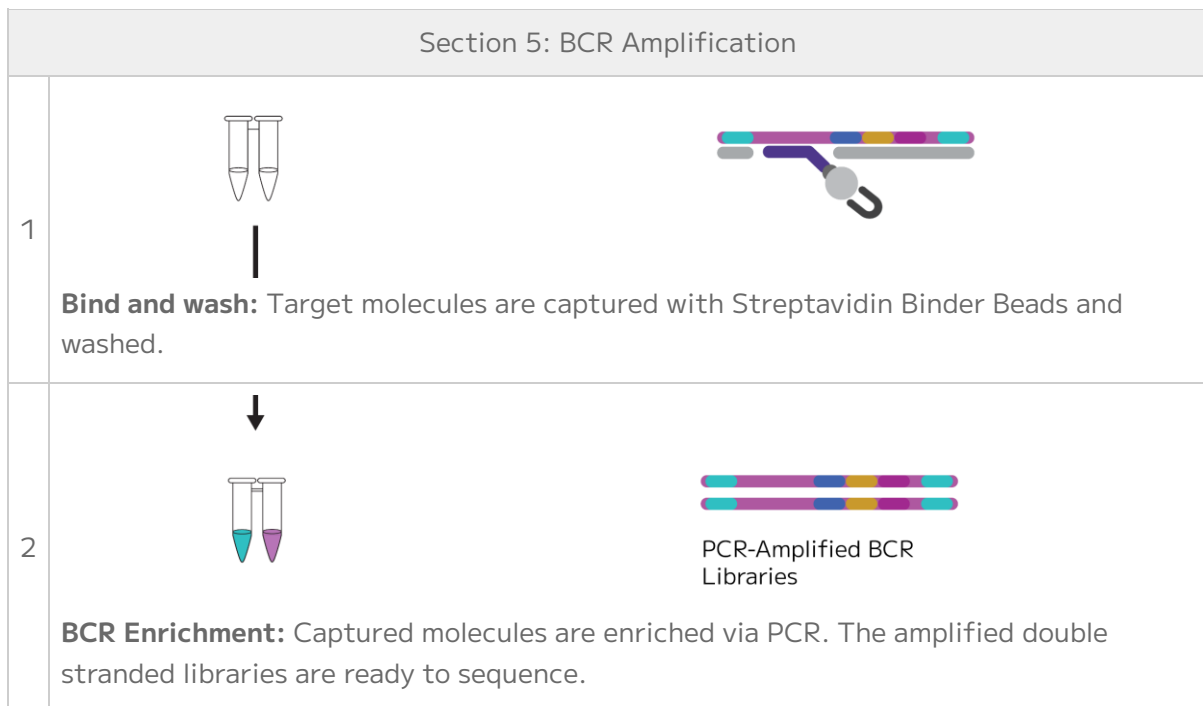 Section 5: BCR Amplification
1
Bind and wash: Target molecules are captured with Streptavidin Binder Beads and
washed.
2
PCR-Amplified BCR
Libraries
BCR Enrichment: Captured molecules are enriched via PCR. The amplified double
stranded libraries are ready to sequence.